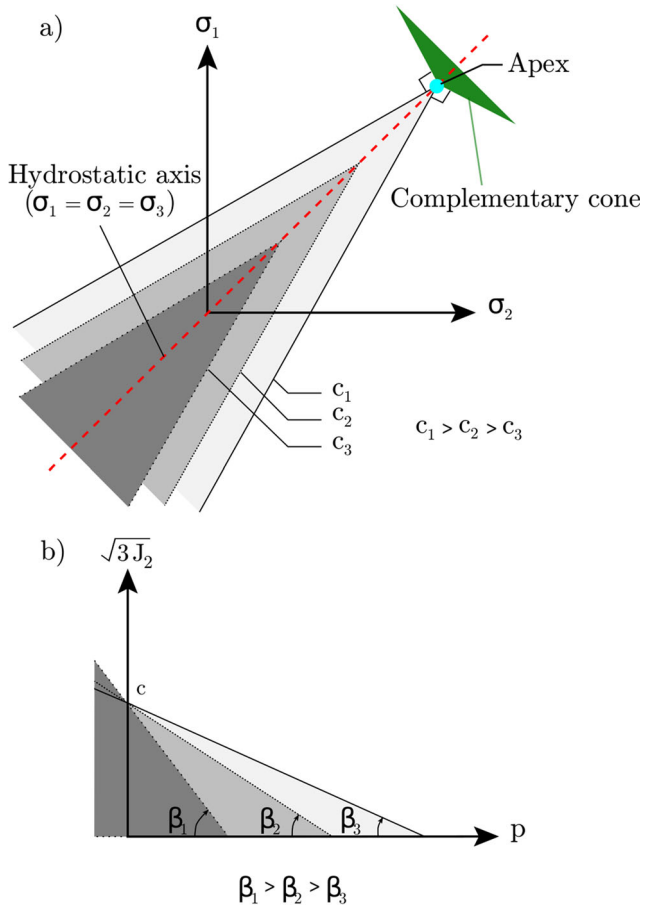 a)
σ₁
Apex
Hydrostatic axis
(σ₁ = σ₂ = σ₃)
Complementary cone
σ₂
c₁
c₂
c₃
c₁ > c₂ > c₃
b)
√3 J₂
c
β₁
β₂
β₃
p
β₁ > β₂ > β₃